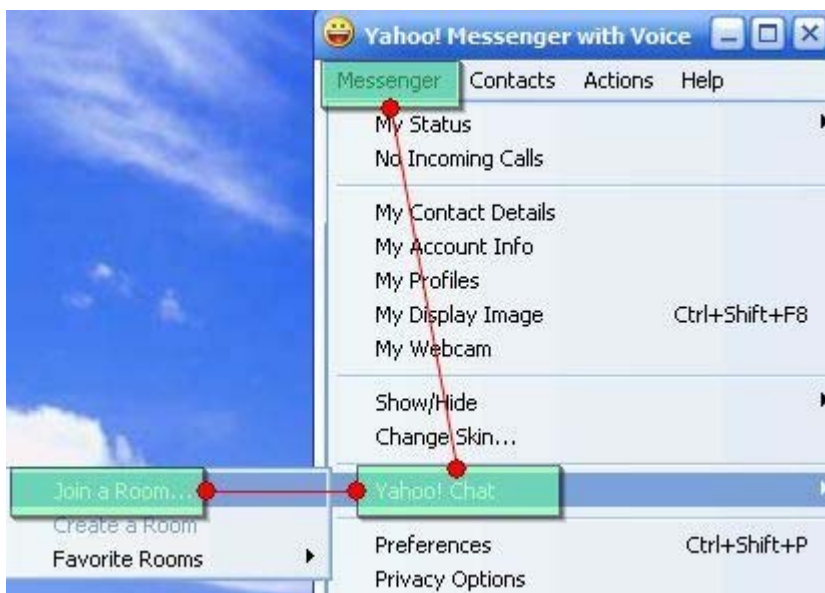 Yahoo! Messenger with Voice
Messenger Contacts Actions Help
My Status
No Incoming Calls
My Contact Details
My Account Info
My Profiles
My Display Image Ctrl+Shift+F8
My Webcam
Show/Hide
Change Skin...
Yahoo! Chat
Join a Room...
Create a Room
Favorite Rooms
Preferences Ctrl+Shift+P
Privacy Options